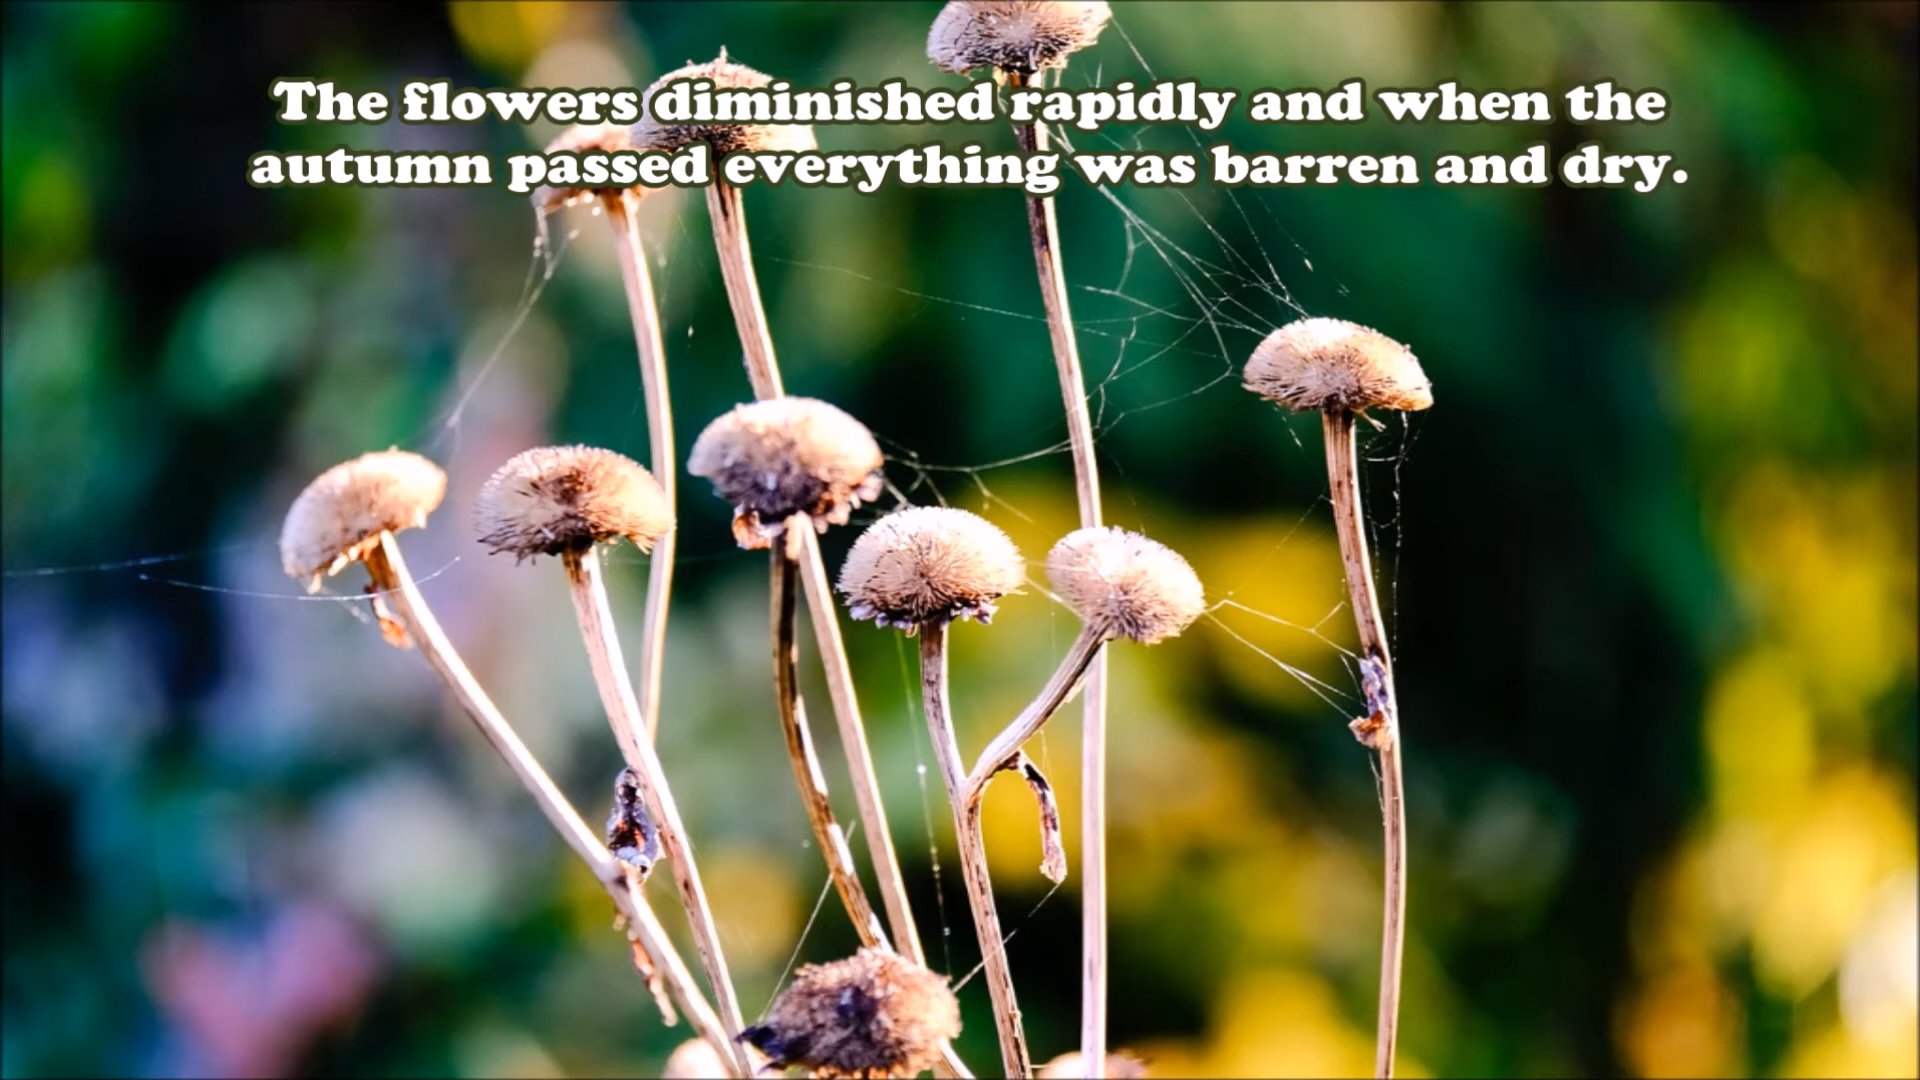 The flowers diminished rapidly and when the
autumn passed everything was barren and dry.